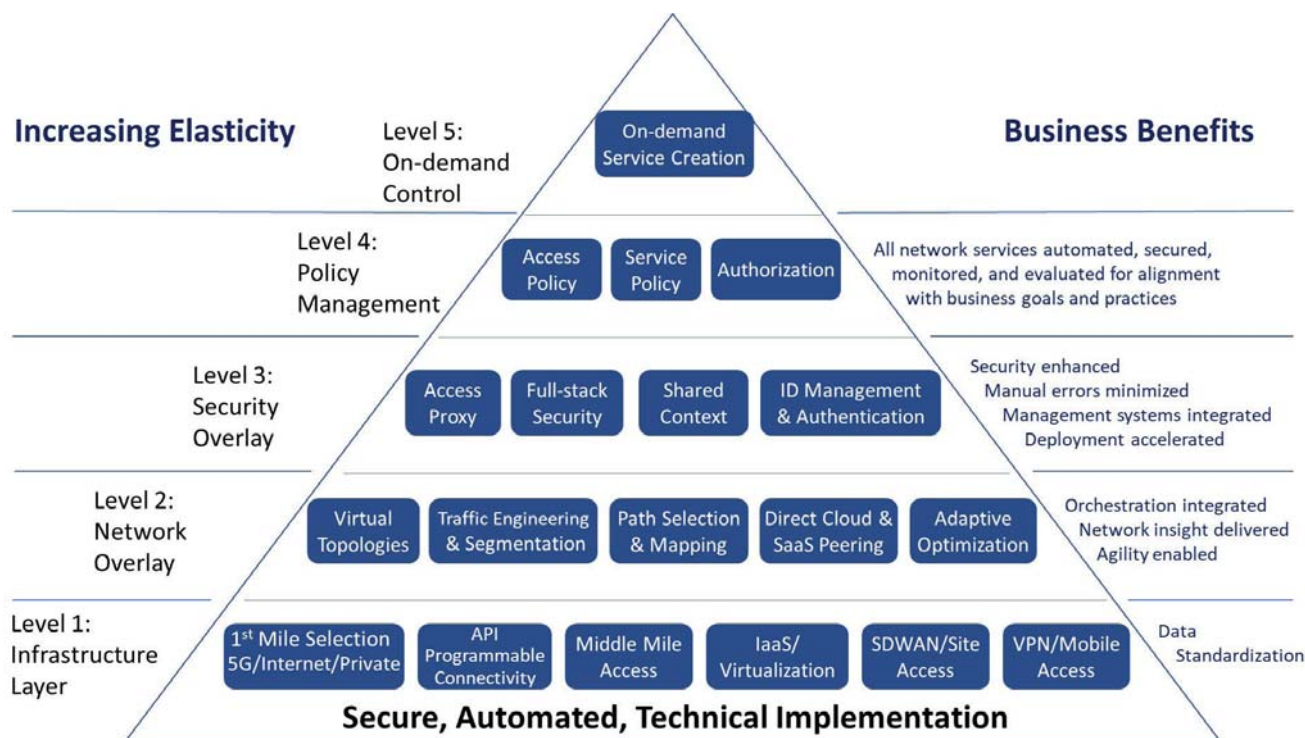 Increasing Elasticity
Business Benefits
Level 5:
On-demand
Control
On-demand
Service Creation
Level 4:
Policy
Management
Access
Policy
Service
Policy
Authorization
All network services automated, secured,
monitored, and evaluated for alignment
with business goals and practices
Level 3:
Security
Overlay
Access
Proxy
Full-stack
Security
Shared
Context
ID Management
& Authentication
Security enhanced
Manual errors minimized
Management systems integrated
Deployment accelerated
Level 2:
Network
Overlay
Virtual
Topologies
Traffic Engineering
& Segmentation
Path Selection
& Mapping
Direct Cloud &
SaaS Peering
Adaptive
Optimization
Orchestration integrated
Network insight delivered
Agility enabled
Level 1:
Infrastructure
Layer
1st Mile Selection
5G/Internet/Private
API
Programmable
Connectivity
Middle Mile
Access
IaaS/
Virtualization
SDWAN/Site
Access
VPN/Mobile
Access
Data
Standardization
Secure, Automated, Technical Implementation